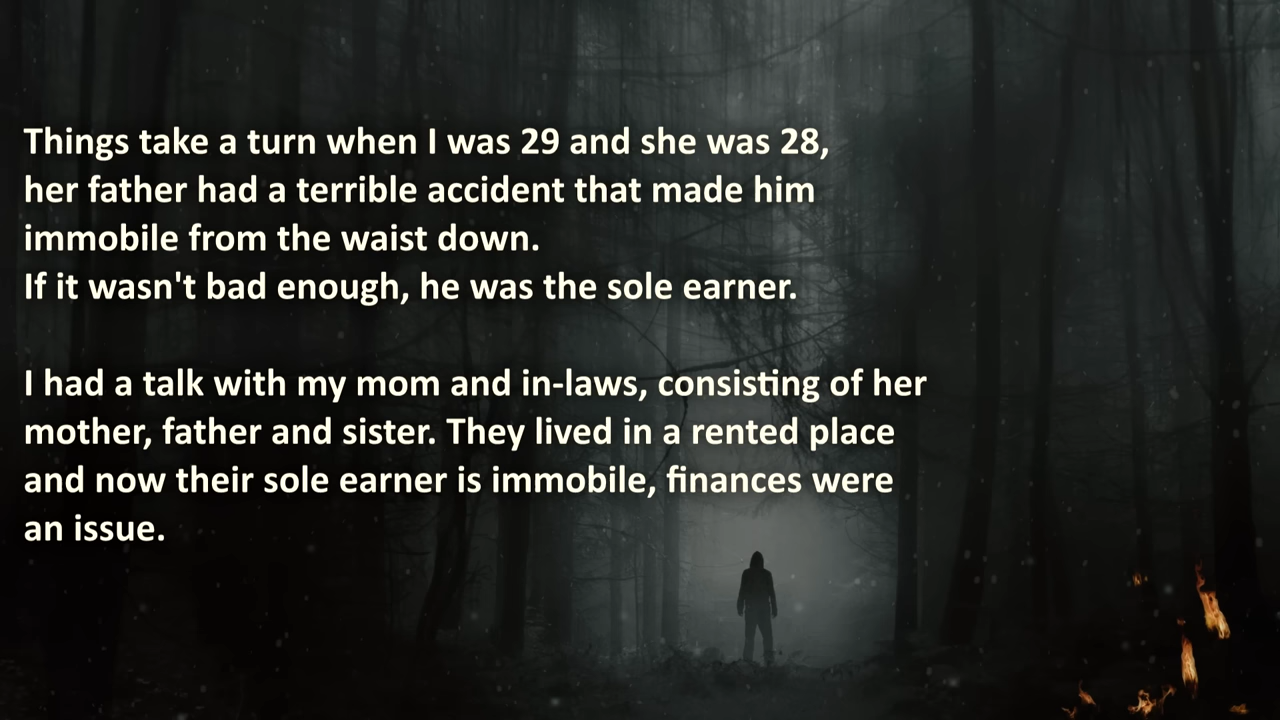 Things take a turn when I was 29 and she was 28,
her father had a terrible accident that made him
immobile from the waist down.
If it wasn't bad enough, he was the sole earner.
I had a talk with my mom and in-laws, consisting of her
mother, father and sister. They lived in a rented place
and now their sole earner is immobile, finances were
an issue.